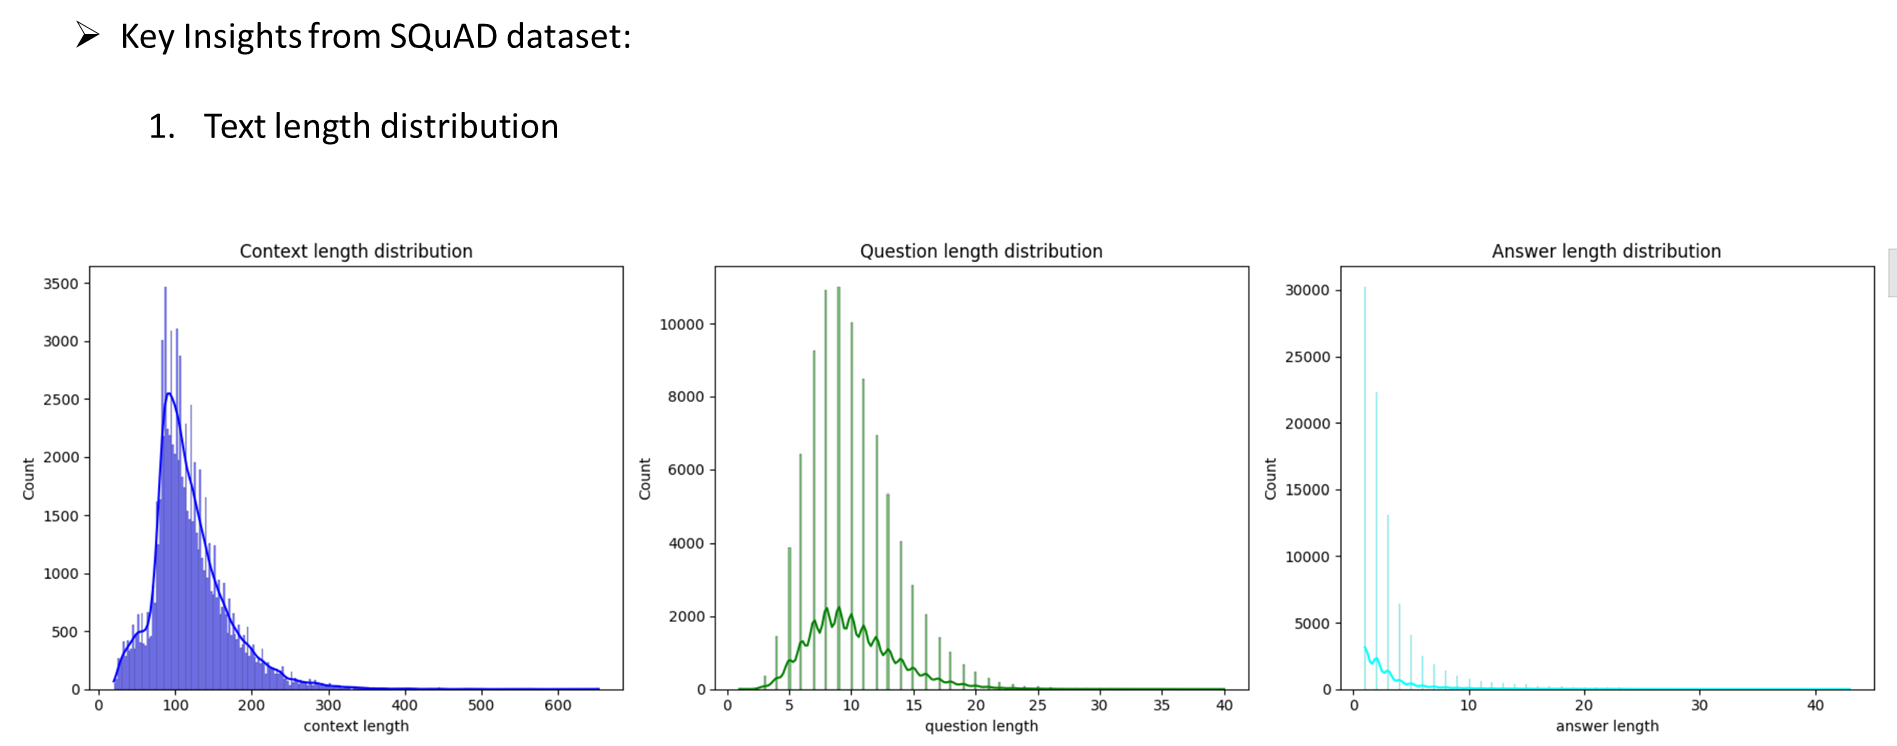 ➢ Key Insights from SQuAD dataset:
1. Text length distribution
Context length distribution
3500
3000
2500
2000
1500
1000
500
0
Count
0 100 200 300 400 500 600
context length
Question length distribution
10000
8000
6000
4000
2000
0
Count
0 5 10 15 20 25 30 35 40
question length
Answer length distribution
30000
25000
20000
15000
10000
5000
0
Count
0 10 20 30 40
answer length